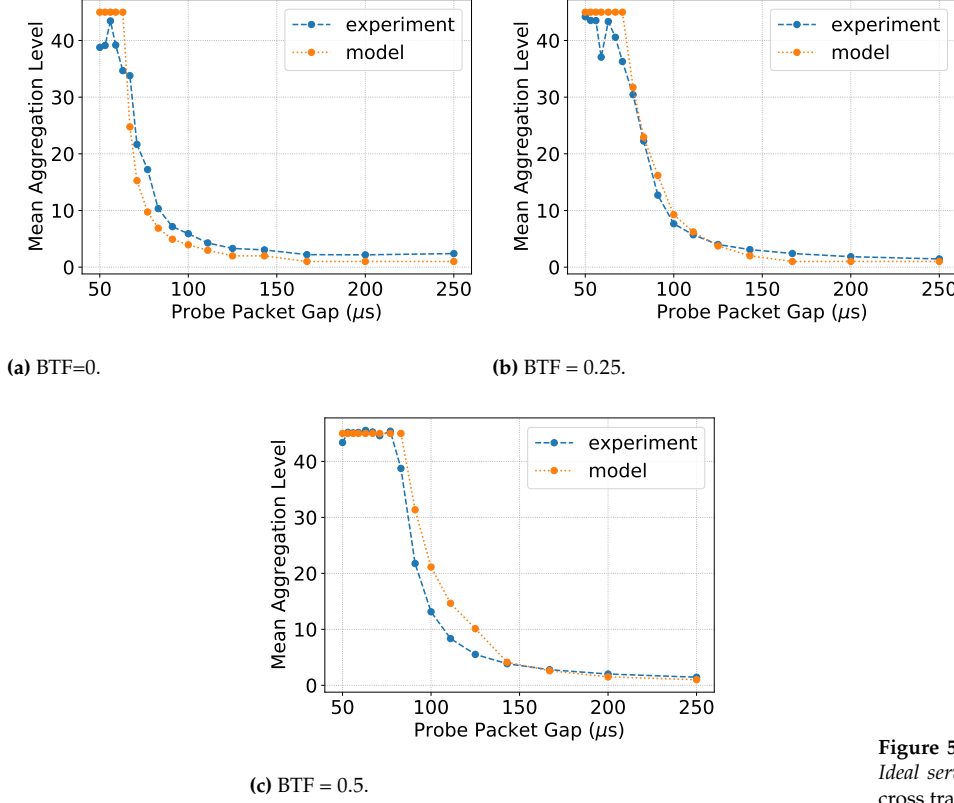 experiment
model
Mean Aggregation Level
0
10
20
30
40
50
100
150
200
250
Probe Packet Gap (μs)
(a) BTF=0.
experiment
model
Mean Aggregation Level
0
10
20
30
40
50
100
150
200
250
Probe Packet Gap (μs)
(b) BTF = 0.25.
experiment
model
Mean Aggregation Level
0
10
20
30
40
50
100
150
200
250
Probe Packet Gap (μs)
(c) BTF = 0.5.
Figure 5
Ideal ser
cross tra